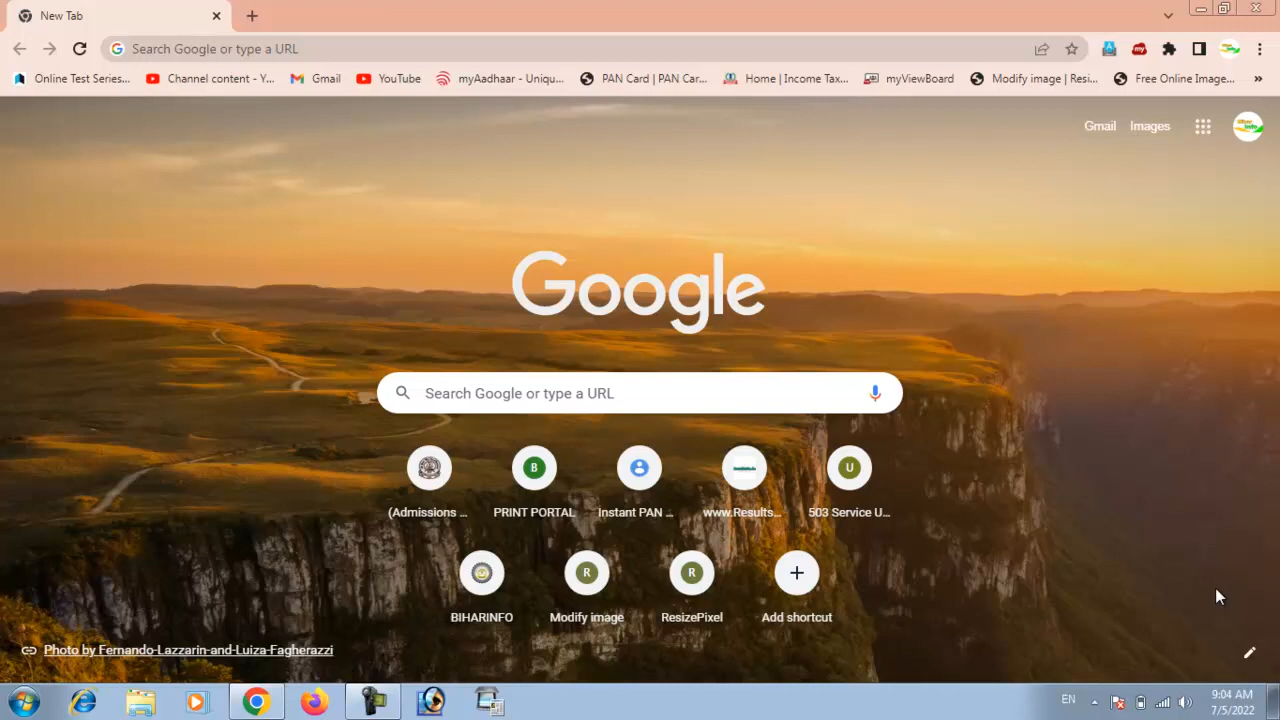 New Tab
Search Google or type a URL
Online Test Series...
Channel content - Y...
Gmail
YouTube
myAadhaar - Uniqu...
PAN Card | PAN Car...
Home | Income Tax...
myViewBoard
Modify image | Resi...
Free Online Image...
»
Gmail
Images
Google
Search Google or type a URL
(Admissions ...
B
PRINT PORTAL
Instant PAN ...
www.Results...
U
503 Service U...
BIHARINFO
R
Modify image
R
ResizePixel
Add shortcut
Photo by Fernando-Lazzarin-and-Luiza-Fagherazzi
EN
9:04 AM
7/5/2022